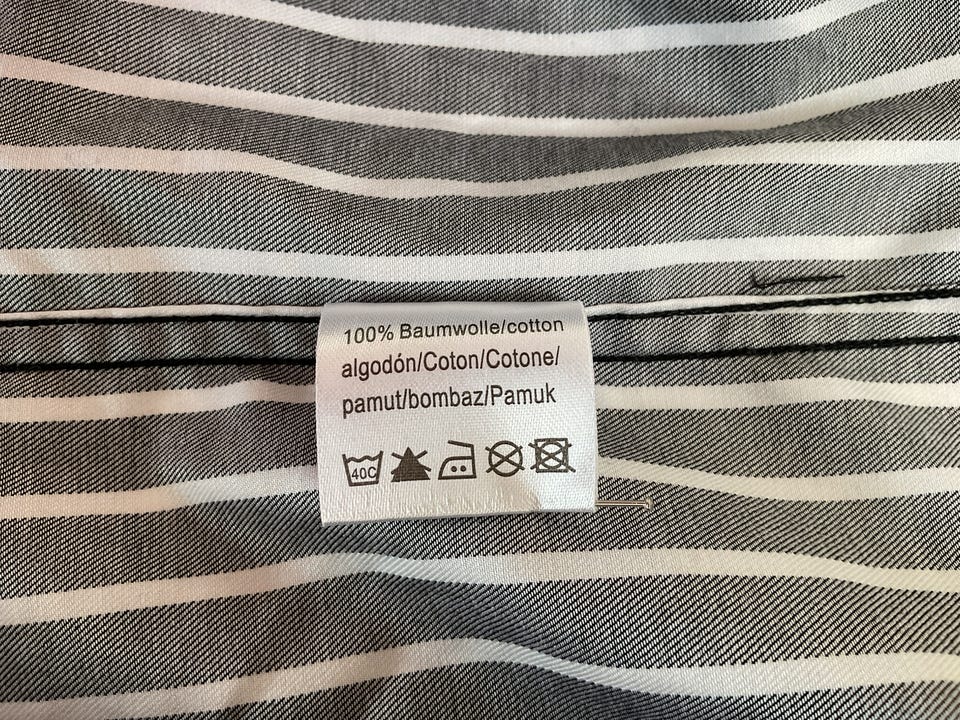 100% Baumwolle/cotton
algodón/Coton/Cotone/
pamut/bombaz/Pamuk
40C